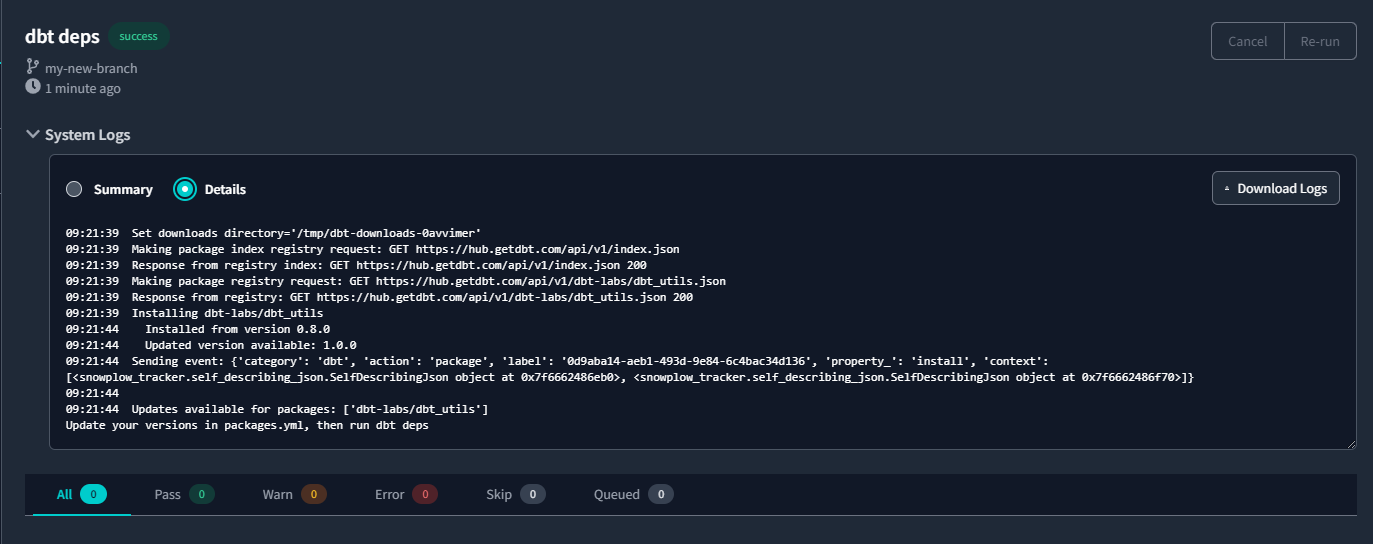 dbt deps success
Cancel Re-run
my-new-branch
1 minute ago
System Logs
Summary Details Download Logs
09:21:39 Set downloads directory='/tmp/dbt-downloads-0avvimer'
09:21:39 Making package index registry request: GET https://hub.getdbt.com/api/v1/index.json
09:21:39 Response from registry index: GET https://hub.getdbt.com/api/v1/index.json 200
09:21:39 Making package registry request: GET https://hub.getdbt.com/api/v1/dbt-labs/dbt_utils.json
09:21:39 Response from registry: GET https://hub.getdbt.com/api/v1/dbt-labs/dbt_utils.json 200
09:21:39 Installing dbt-labs/dbt_utils
09:21:44 Installed from version 0.8.0
09:21:44 Updated version available: 1.0.0
09:21:44 Sending event: {'category': 'dbt', 'action': 'package', 'label': '0d9aba14-aeb1-493d-9e84-6c4bac34d136', 'property_': 'install', 'context':
[<snowplow_tracker.self_describing_json.SelfDescribingJson object at 0x7f6662486eb0>, <snowplow_tracker.self_describing_json.SelfDescribingJson object at 0x7f6662486f70>]}
09:21:44
09:21:44 Updates available for packages: ['dbt-labs/dbt_utils']
Update your versions in packages.yml, then run dbt deps
All 0 Pass 0 Warn 0 Error 0 Skip 0 Queued 0